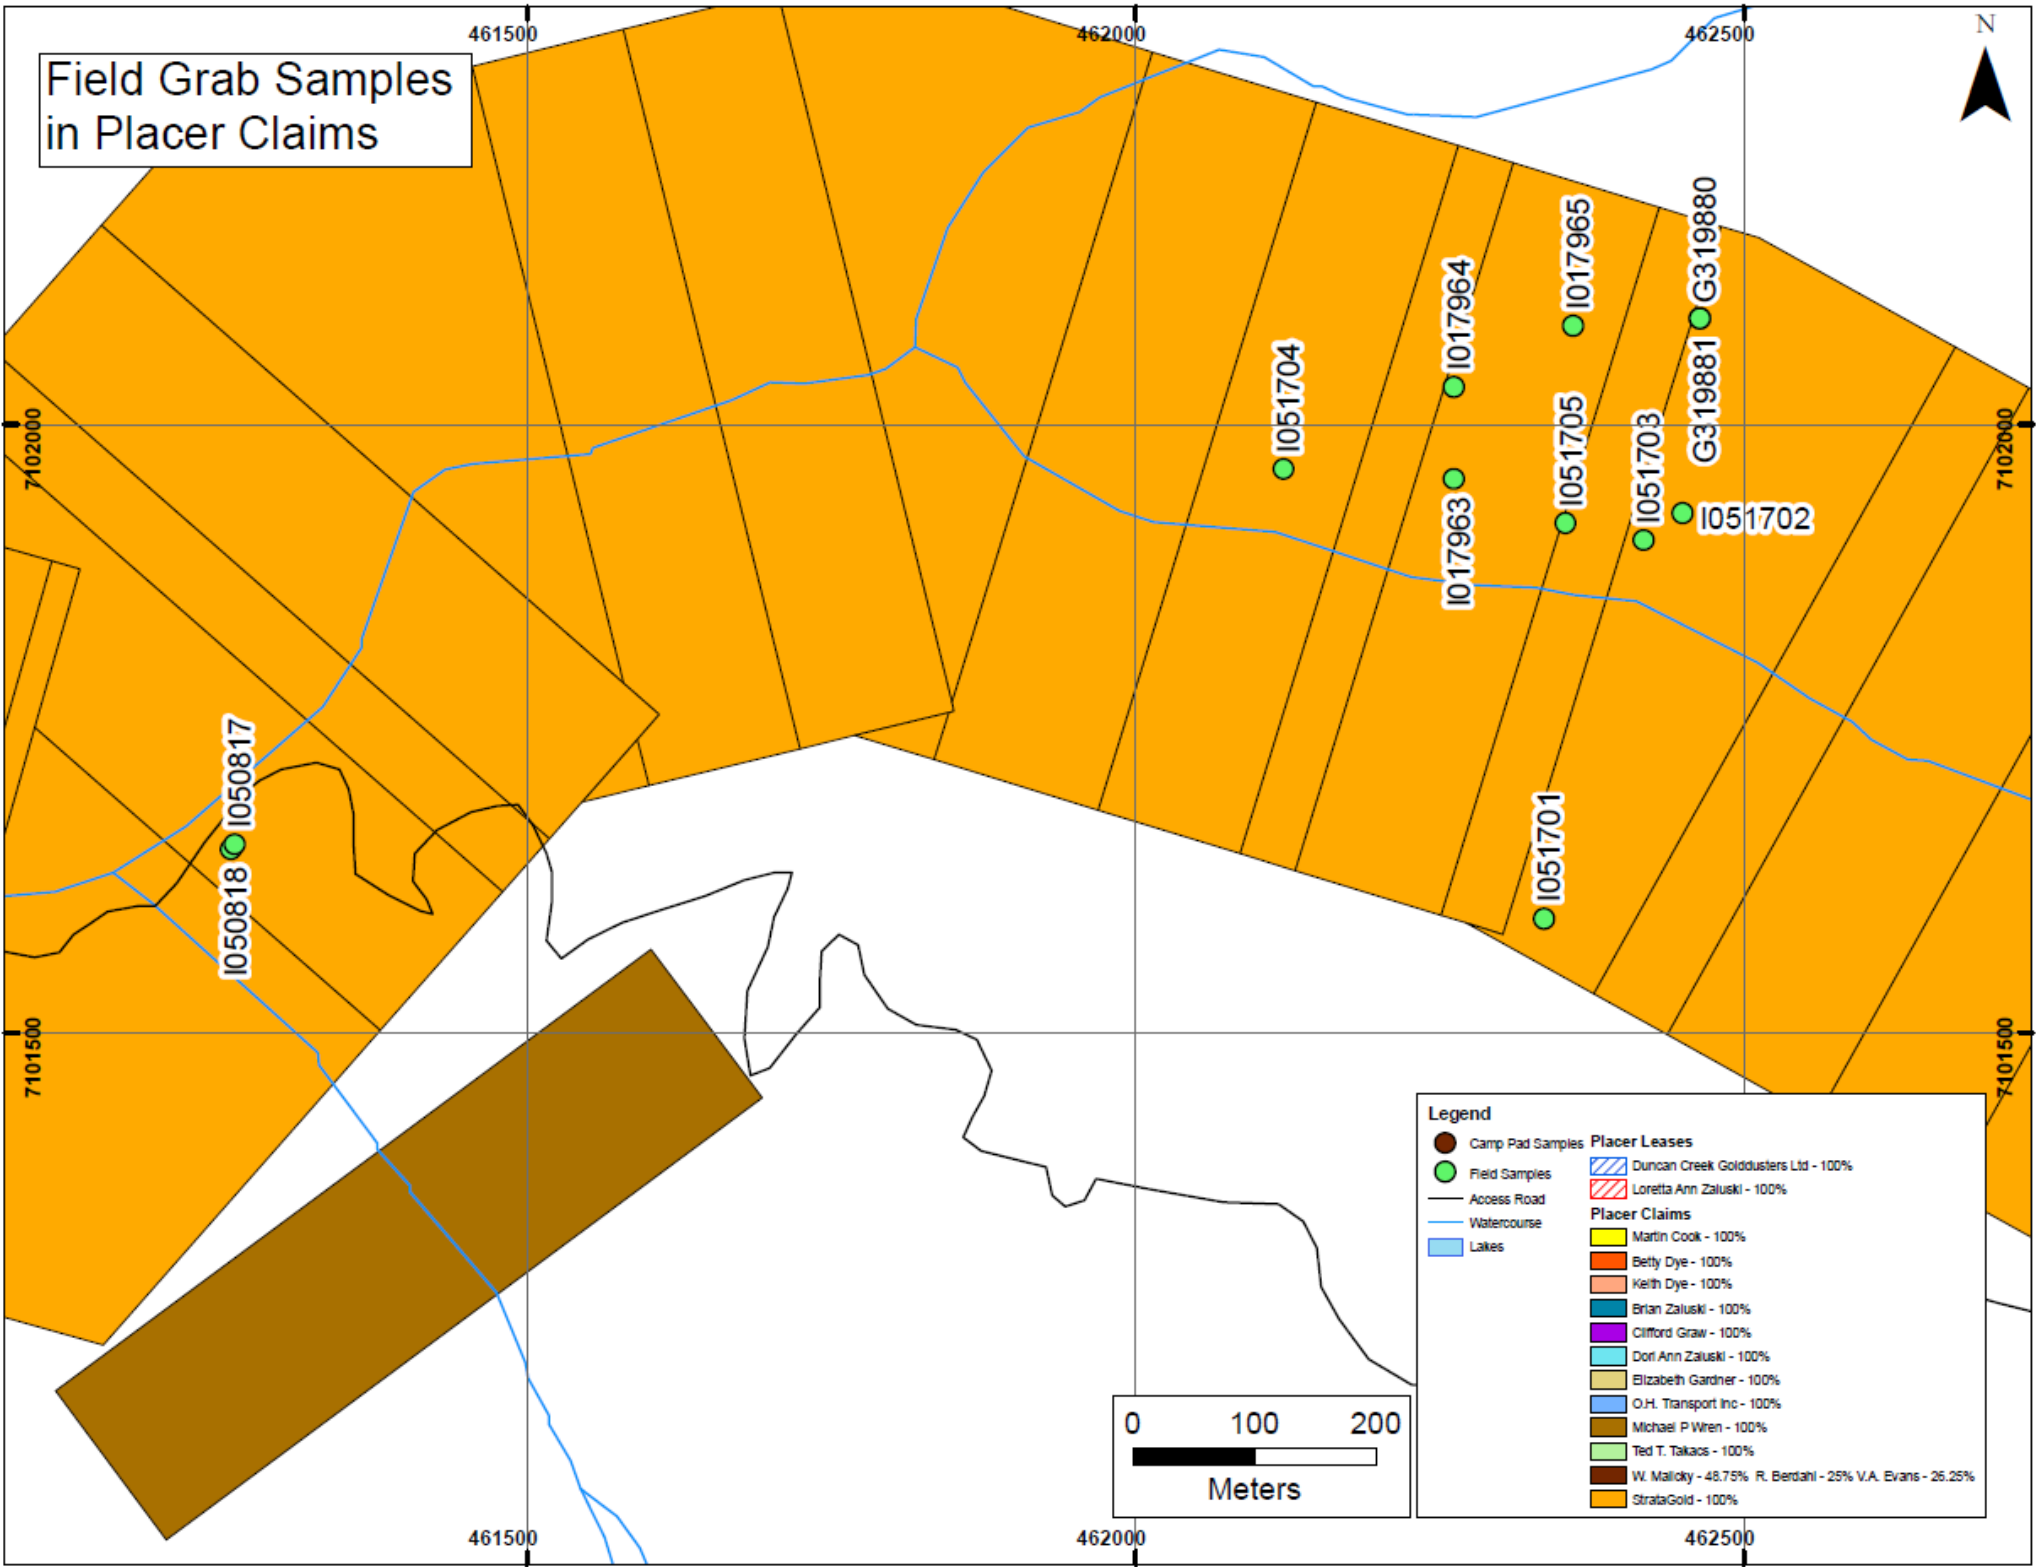 461500
462000
462500
N
Field Grab Samples
in Placer Claims
G319880
I017965
I017964
I051704
G319881
I051705
I051703
7102000
7102000
I051702
I017963
I050817
I051701
I050818
7101500
7101500
Legend
Camp Pad Samples
Field Samples
Access Road
Watercourse
Lakes
Placer Leases
Duncan Creek Golddusters Ltd - 100%
Loretta Ann Zaluski - 100%
Placer Claims
Martin Cook - 100%
Betty Dye - 100%
Keith Dye - 100%
Brian Zaluski - 100%
Clifford Graw - 100%
Dori Ann Zaluski - 100%
Elizabeth Gardner - 100%
O.H. Transport Inc - 100%
Michael P Wren - 100%
Ted T. Takacs - 100%
W. Malicky - 48.75% R. Berdahl - 25% V.A. Evans - 26.25%
StrataGold - 100%
0 100 200
Meters
461500
462000
462500